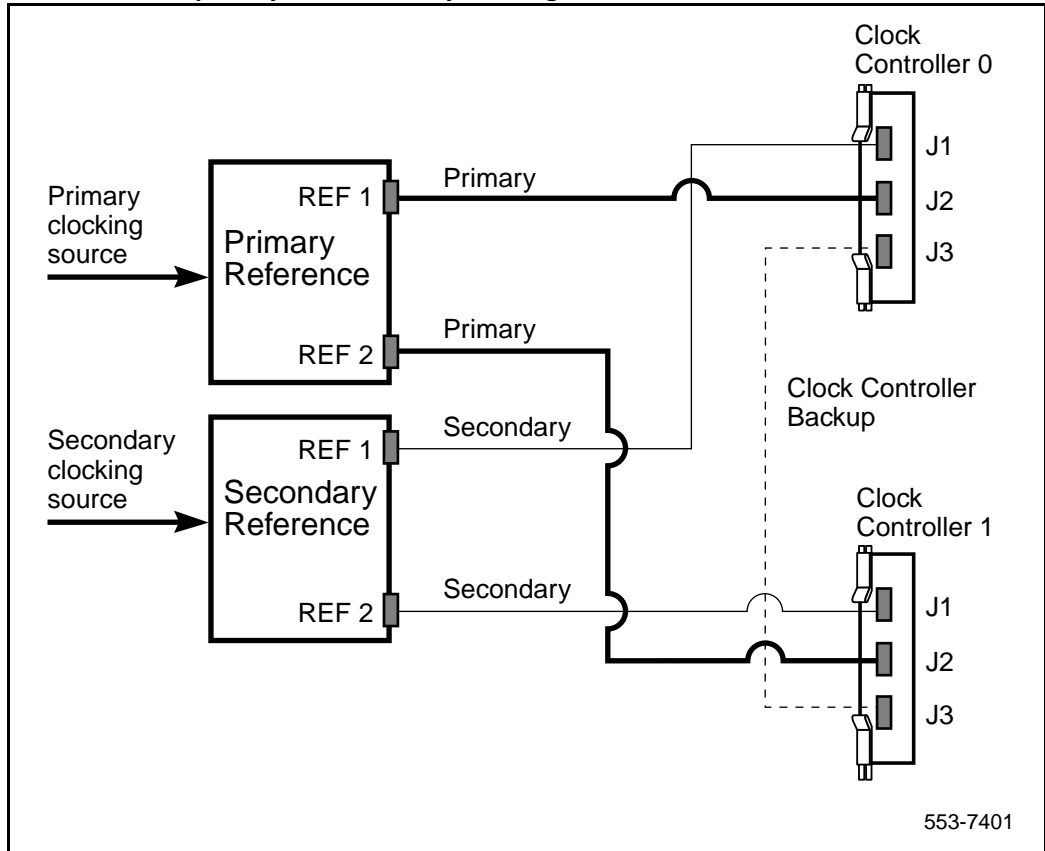 Clock
Controller 0
J1
J2
J3
Primary
clocking
source
REF 1
Primary
Reference
REF 2
Primary
Primary
Clock Controller
Backup
Secondary
clocking
source
REF 1
Secondary
Reference
REF 2
Secondary
Secondary
Clock
Controller 1
J1
J2
J3
553-7401